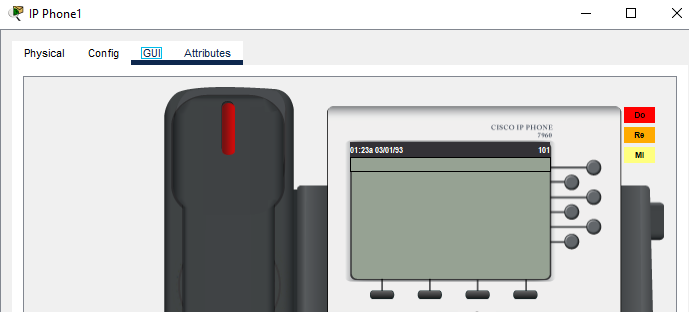 IP Phone1
Physical Config GUI Attributes
CISCO IP PHONE
7960
01:23a 03/01/93 101
Do
Re
MI